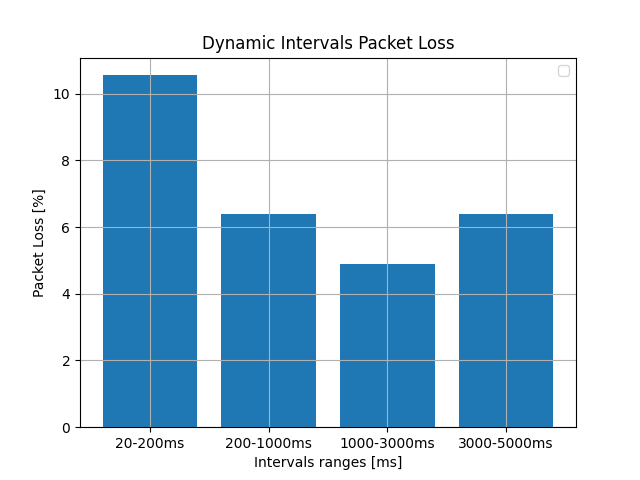 Dynamic Intervals Packet Loss
Packet Loss [%]
10
8
6
4
2
0
20-200ms 200-1000ms 1000-3000ms 3000-5000ms
Intervals ranges [ms]